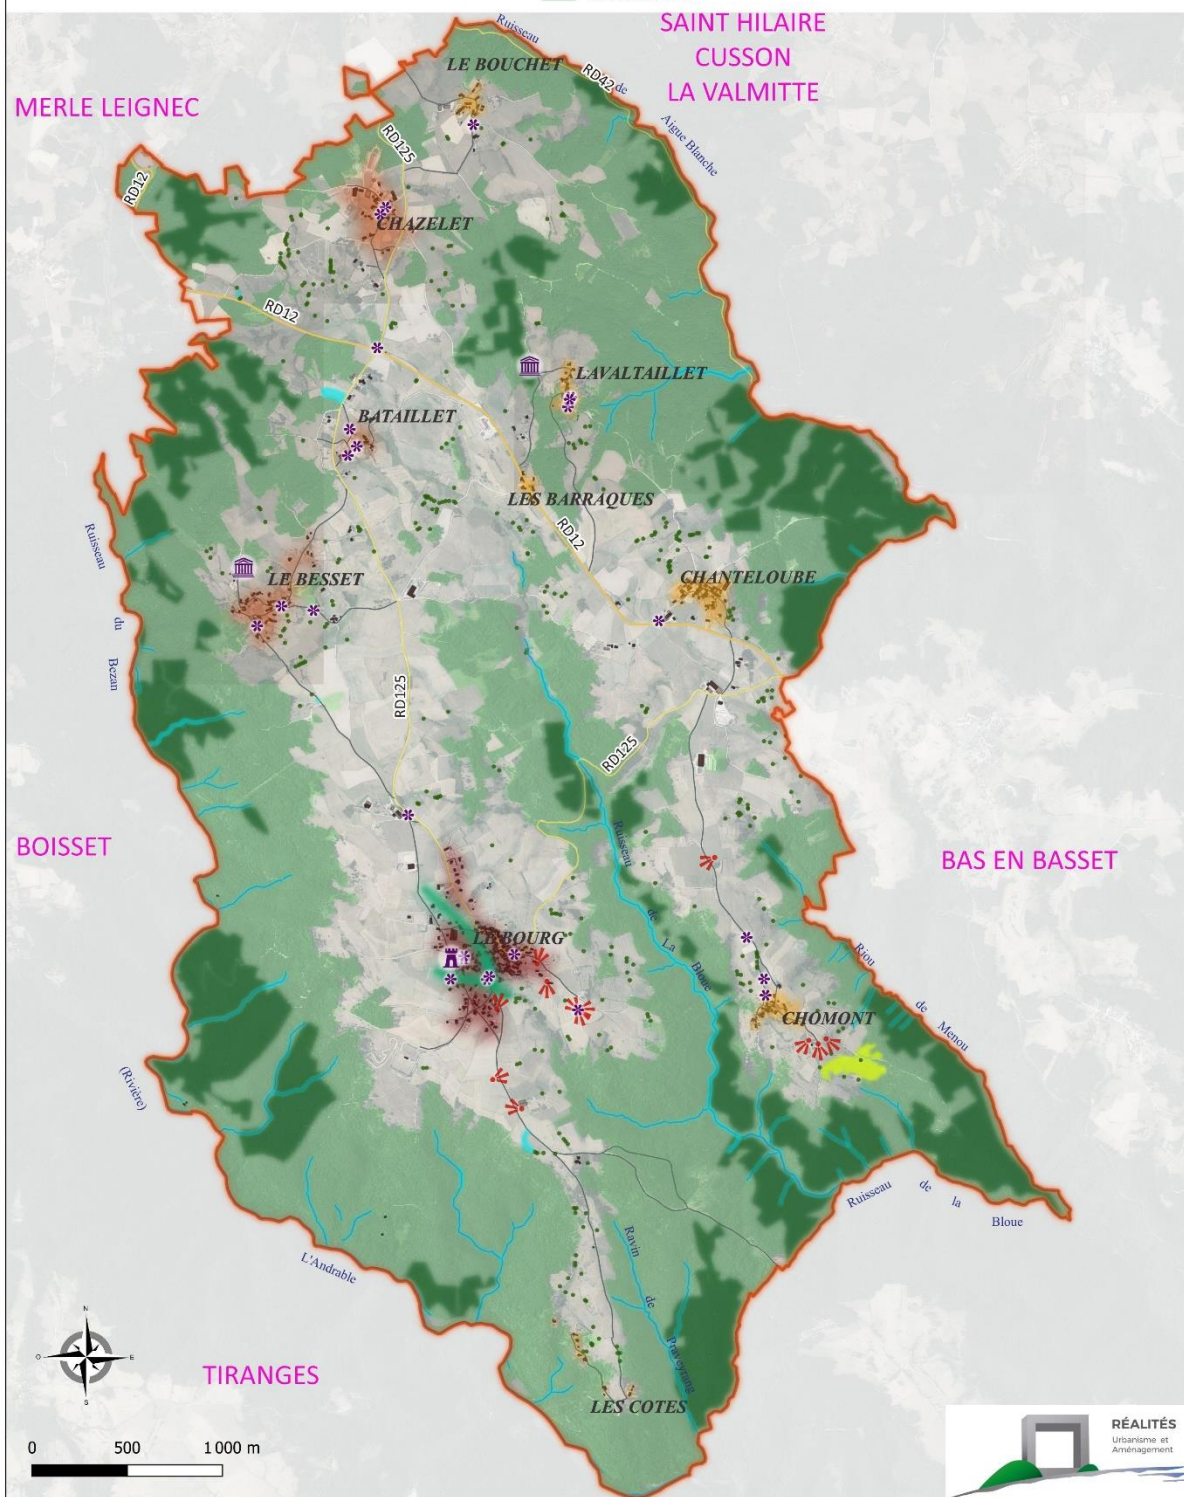 Ruisseau
SAINT HILAIRE
CUSSON
LA VALMITTE
LE BOUCHET
RD42
de
MERLE LEIGNEC
Aigue Blanche
RD125
RD12
CHAZELET
RD12
LAVALTAILLET
BATAILLET
LES BARRAQUES
RD12
Ruisseau
du
Bezan
LE BESSET
CHANTELOUBE
RD125
RD125
Ruisseau
de
La
Bloue
BOISSET
BAS EN BASSET
LE BOURG
Riou
de
Menou
CHOMONT
(Rivière)
L'Andrable
Ruisseau
de
la
Bloue
Ravin
de
Praveyrang
N
O
E
S
TIRANGES
LES COTES
0 500 1 000 m
RÉALITÉS
Urbanisme et
Aménagement